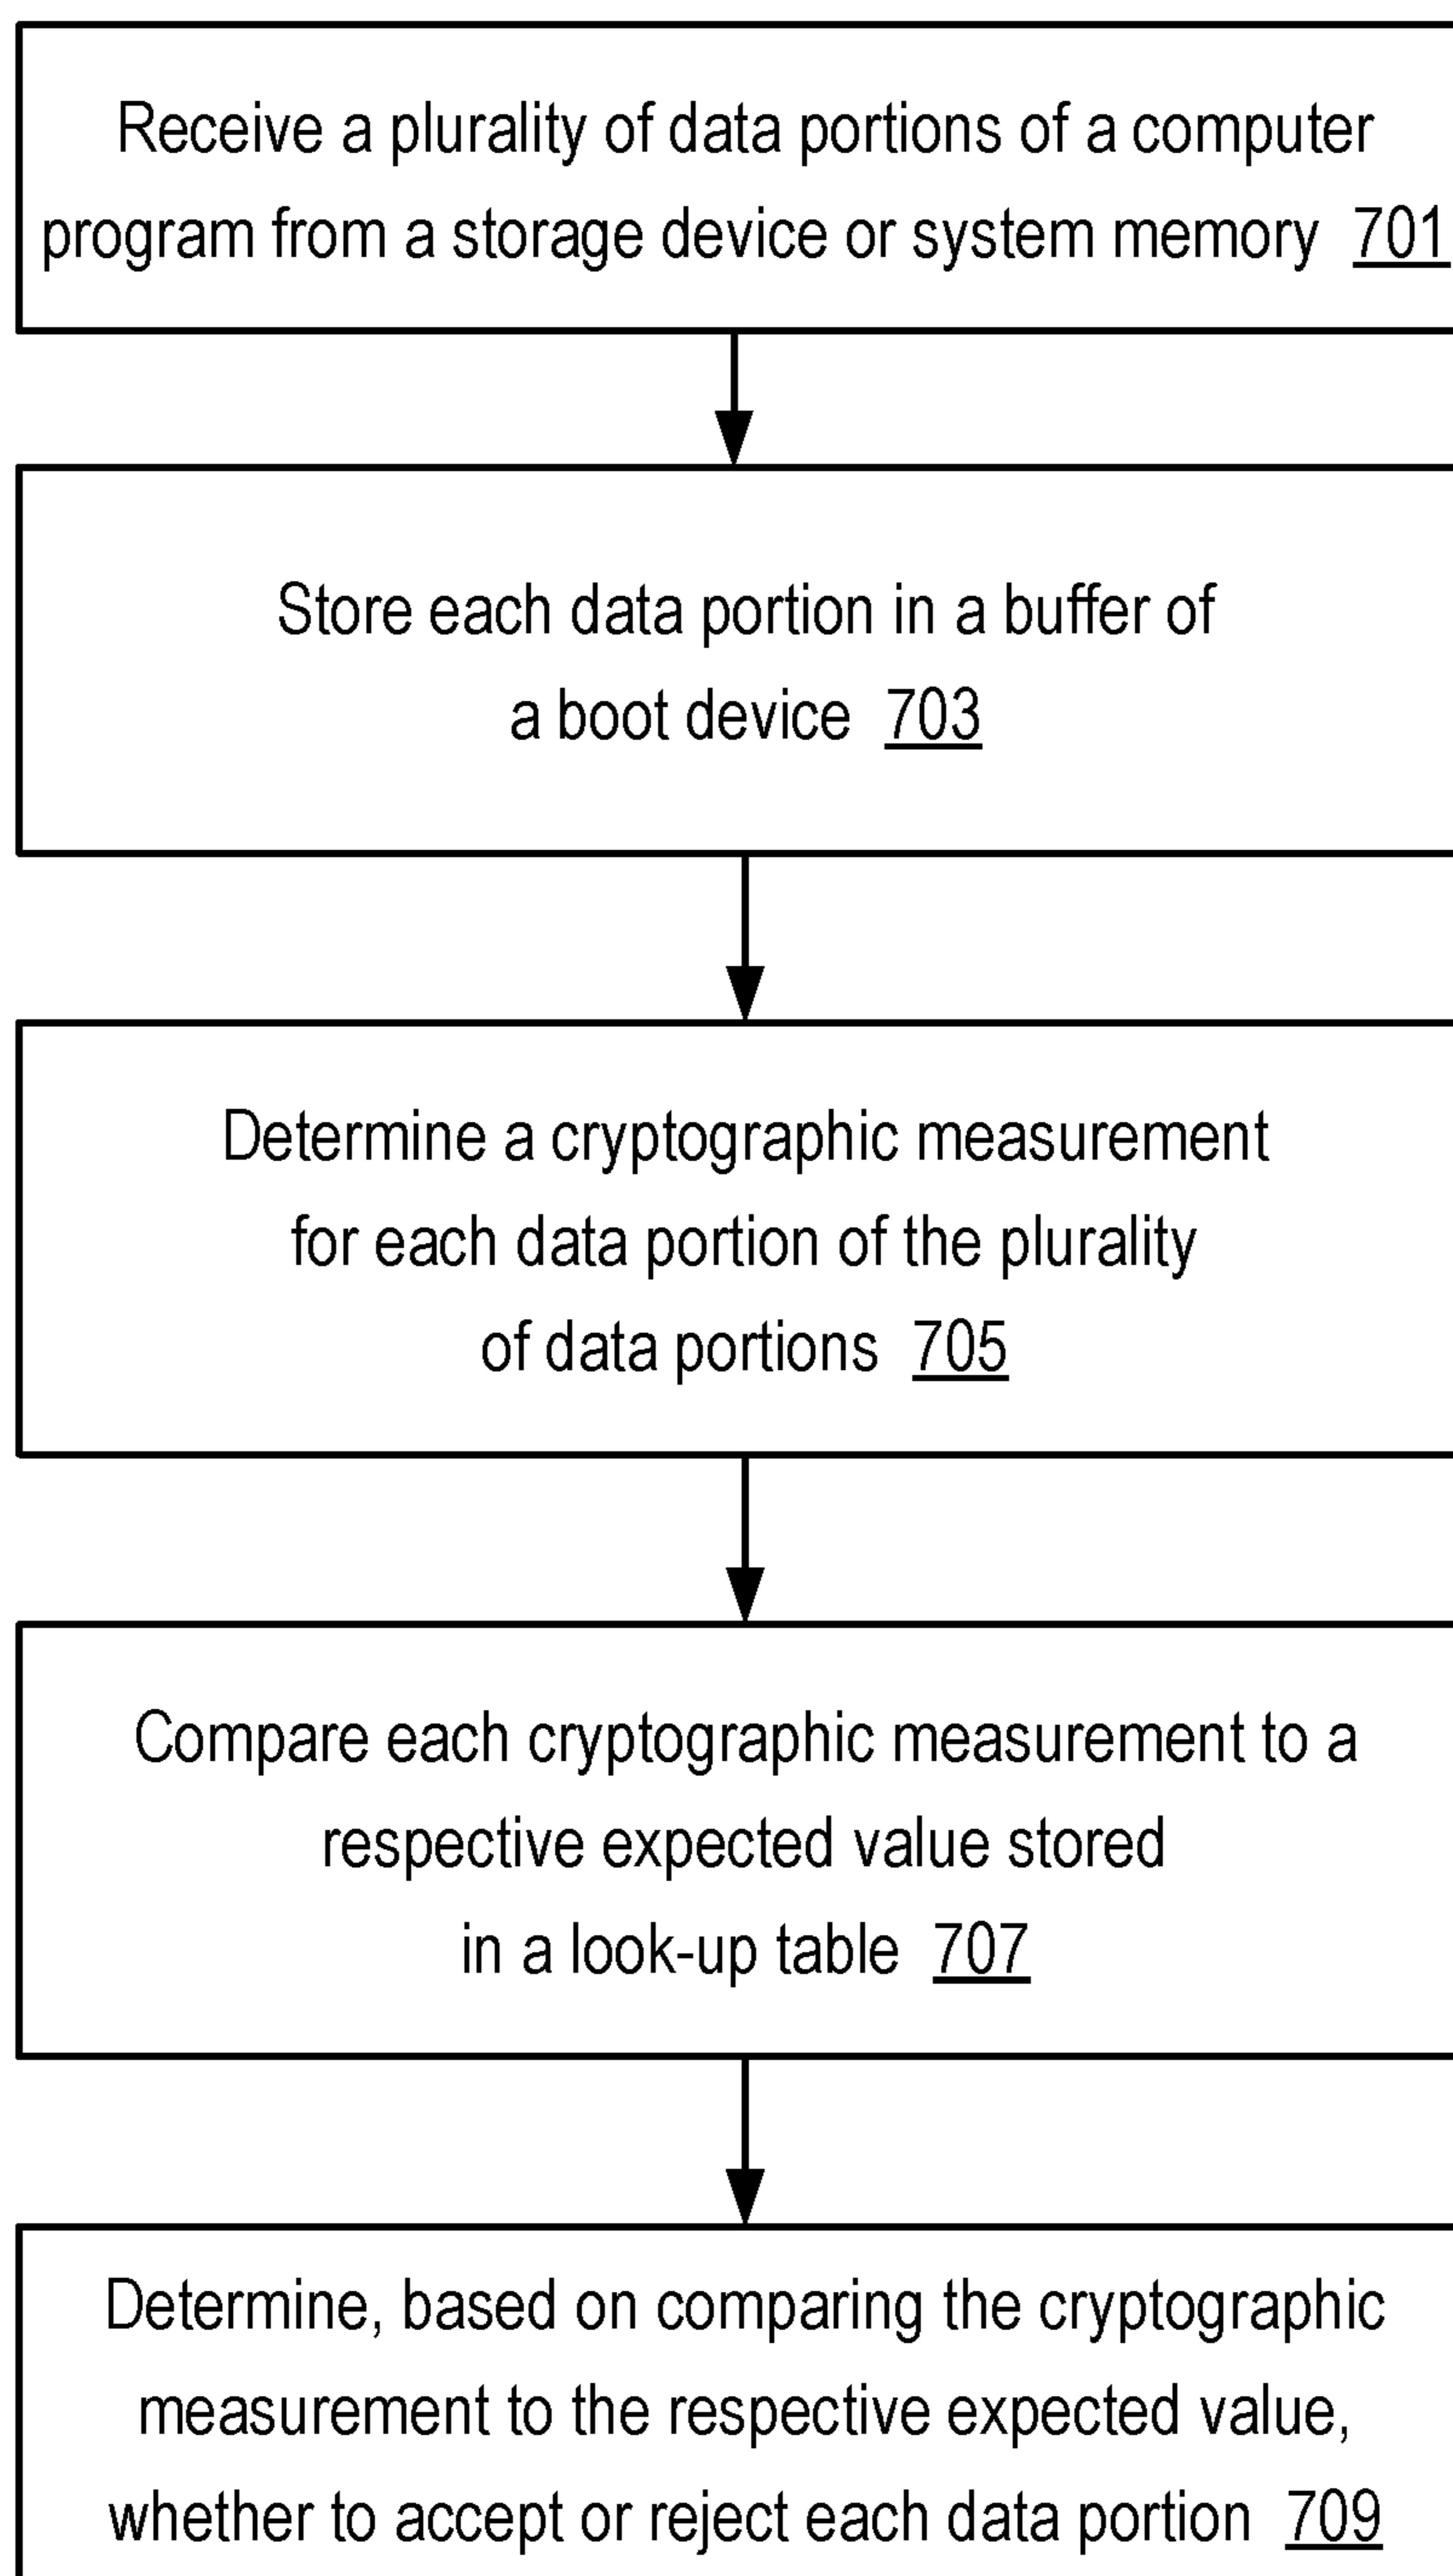 Receive a plurality of data portions of a computer
program from a storage device or system memory 701
Store each data portion in a buffer of
a boot device 703
Determine a cryptographic measurement
for each data portion of the plurality
of data portions 705
Compare each cryptographic measurement to a
respective expected value stored
in a look-up table 707
Determine, based on comparing the cryptographic
measurement to the respective expected value,
whether to accept or reject each data portion 709